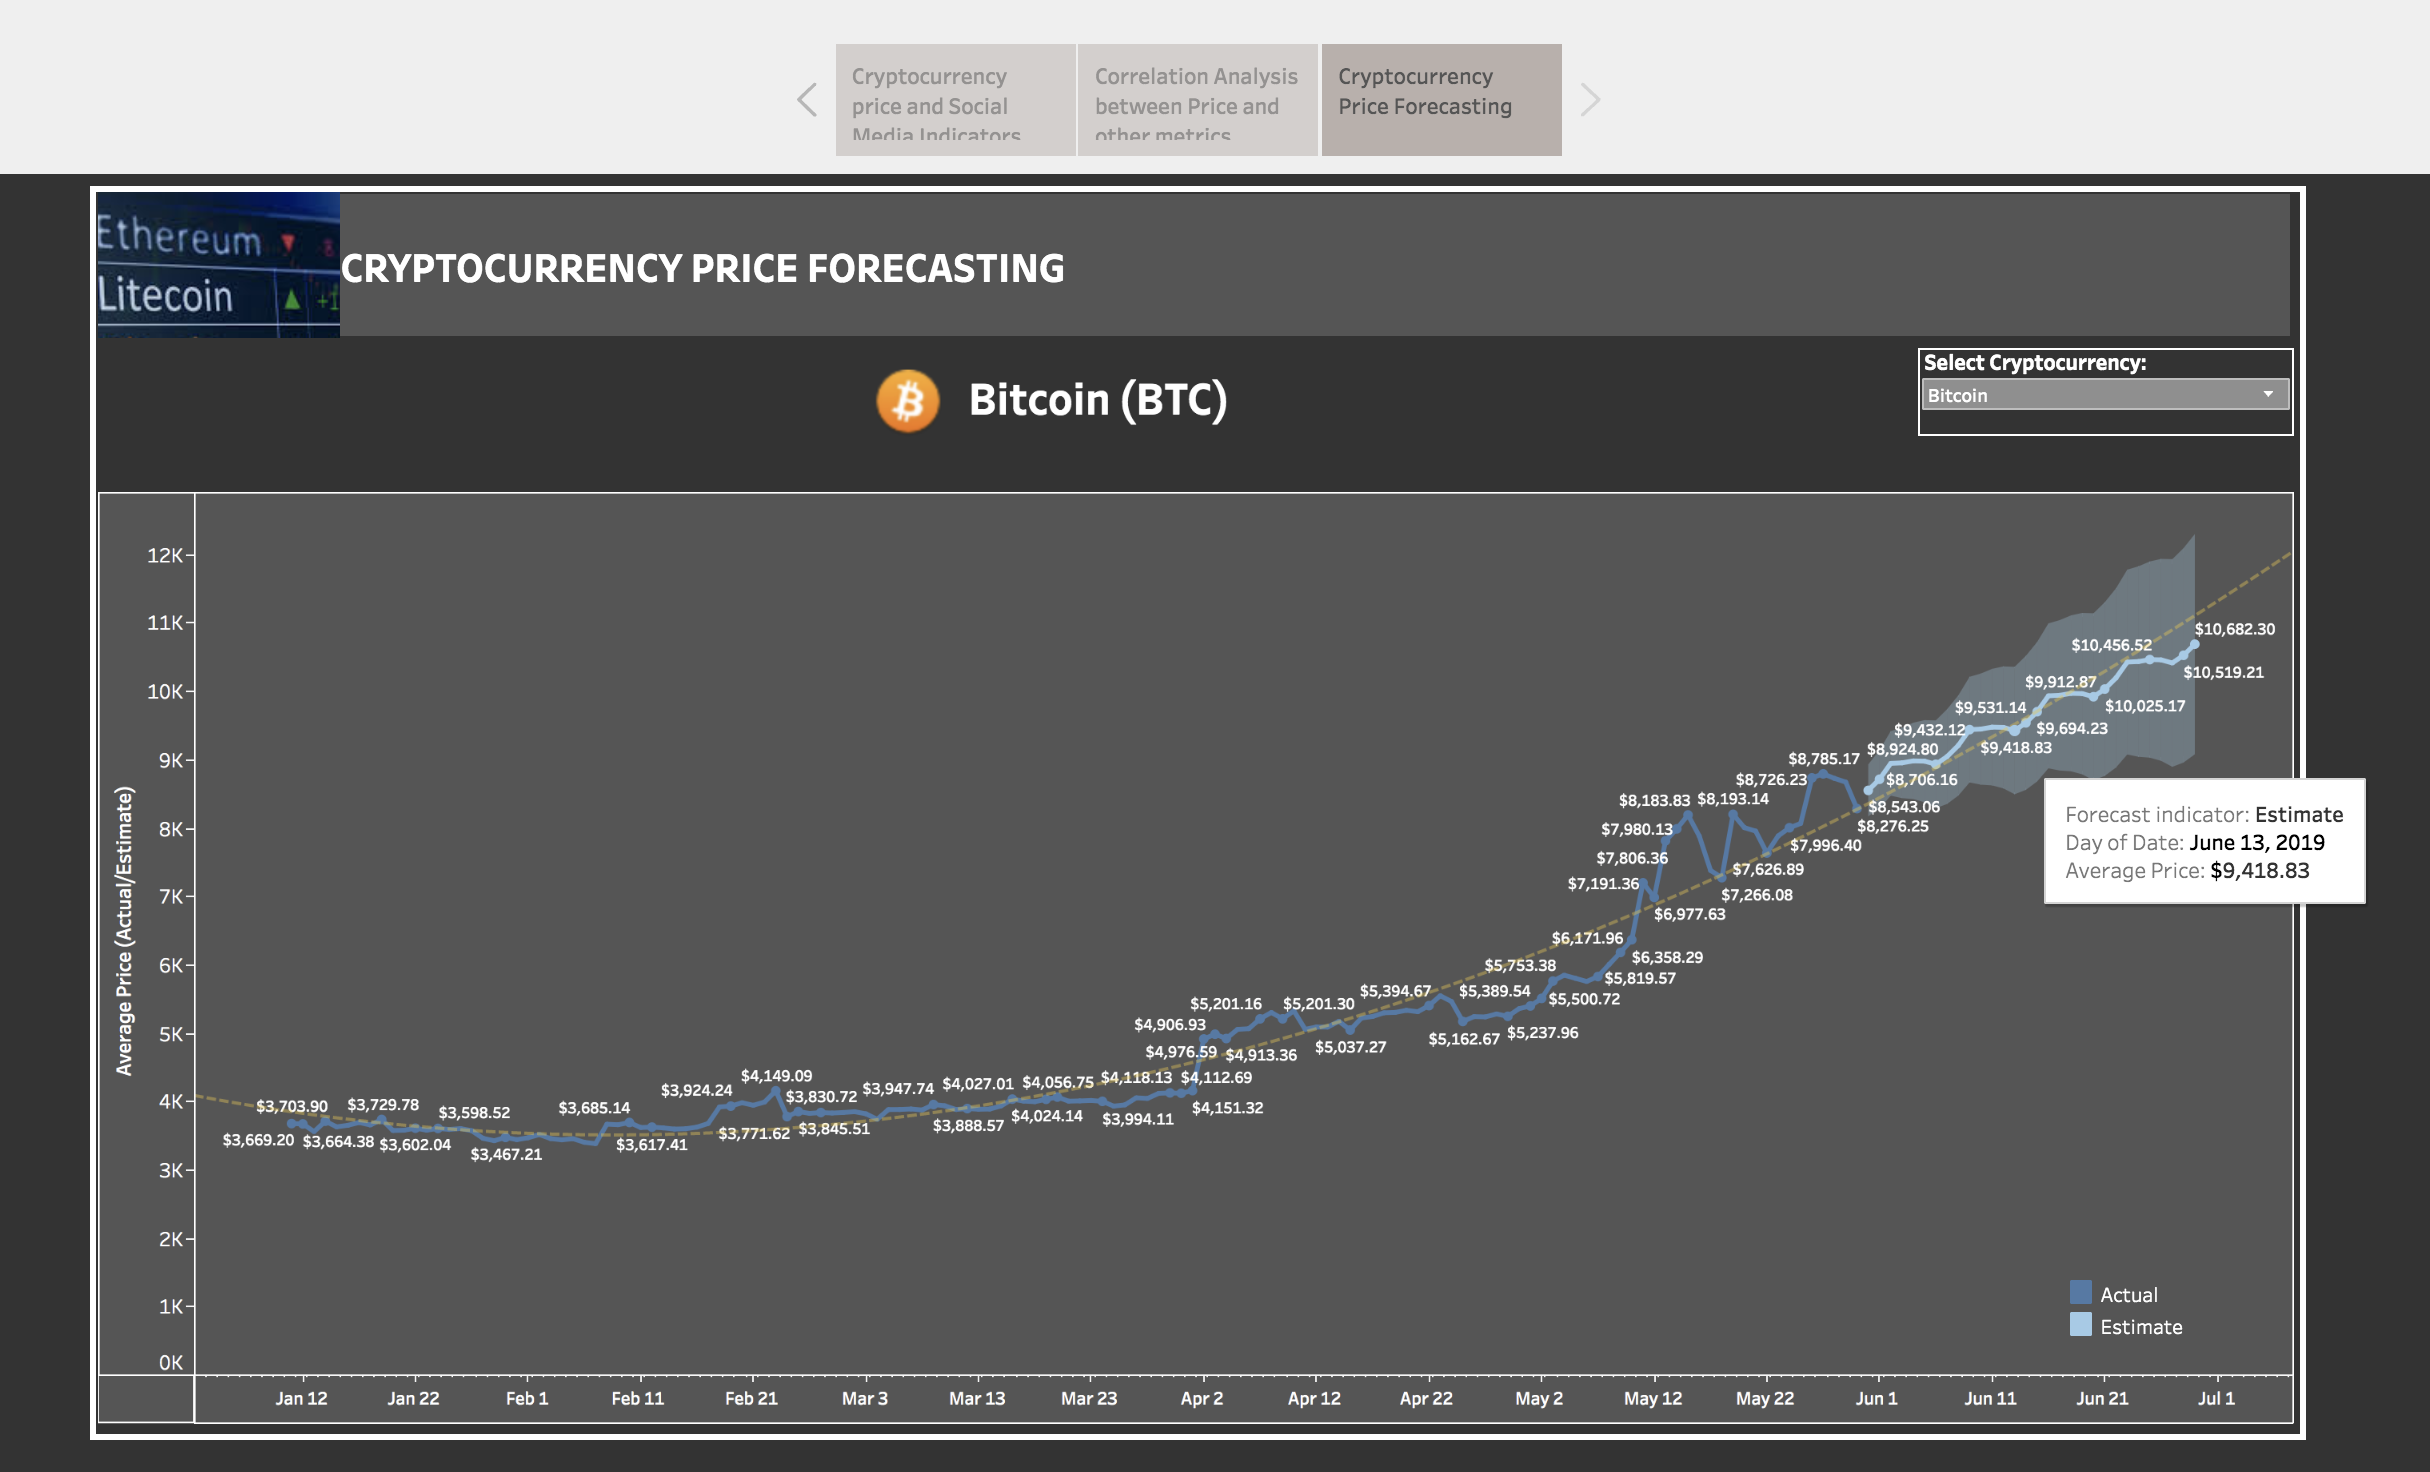 Cryptocurrency
price and Social
Media Indicators
Correlation Analysis
between Price and
other metrics
Cryptocurrency
Price Forecasting
Ethereum ▼ 8
Litecoin ▲ +1
CRYPTOCURRENCY PRICE FORECASTING
Bitcoin (BTC)
Select Cryptocurrency:
Bitcoin
Average Price (Actual/Estimate)
12K
11K
10K
9K
8K
7K
6K
5K
4K
3K
2K
1K
0K
$3,669.20
$3,703.90
$3,664.38
$3,729.78
$3,602.04
$3,598.52
$3,467.21
$3,685.14
$3,617.41
$3,924.24
$4,149.09
$3,771.62
$3,830.72
$3,845.51
$3,947.74
$3,888.57
$4,027.01
$4,024.14
$4,056.75
$3,994.11
$4,118.13
$4,112.69
$4,151.32
$4,906.93
$4,976.59
$5,201.16
$4,913.36
$5,201.30
$5,037.27
$5,394.67
$5,162.67
$5,389.54
$5,237.96
$5,753.38
$5,500.72
$5,819.57
$6,171.96
$6,358.29
$7,191.36
$6,977.63
$7,806.36
$7,980.13
$8,183.83
$8,193.14
$7,266.08
$7,626.89
$7,996.40
$8,726.23
$8,785.17
$8,276.25
$8,543.06
$8,706.16
$8,924.80
$9,432.12
$9,531.14
$9,418.83
$9,694.23
$9,912.87
$10,025.17
$10,456.52
$10,519.21
$10,682.30
Forecast indicator: Estimate
Day of Date: June 13, 2019
Average Price: $9,418.83
Actual
Estimate
Jan 12
Jan 22
Feb 1
Feb 11
Feb 21
Mar 3
Mar 13
Mar 23
Apr 2
Apr 12
Apr 22
May 2
May 12
May 22
Jun 1
Jun 11
Jun 21
Jul 1